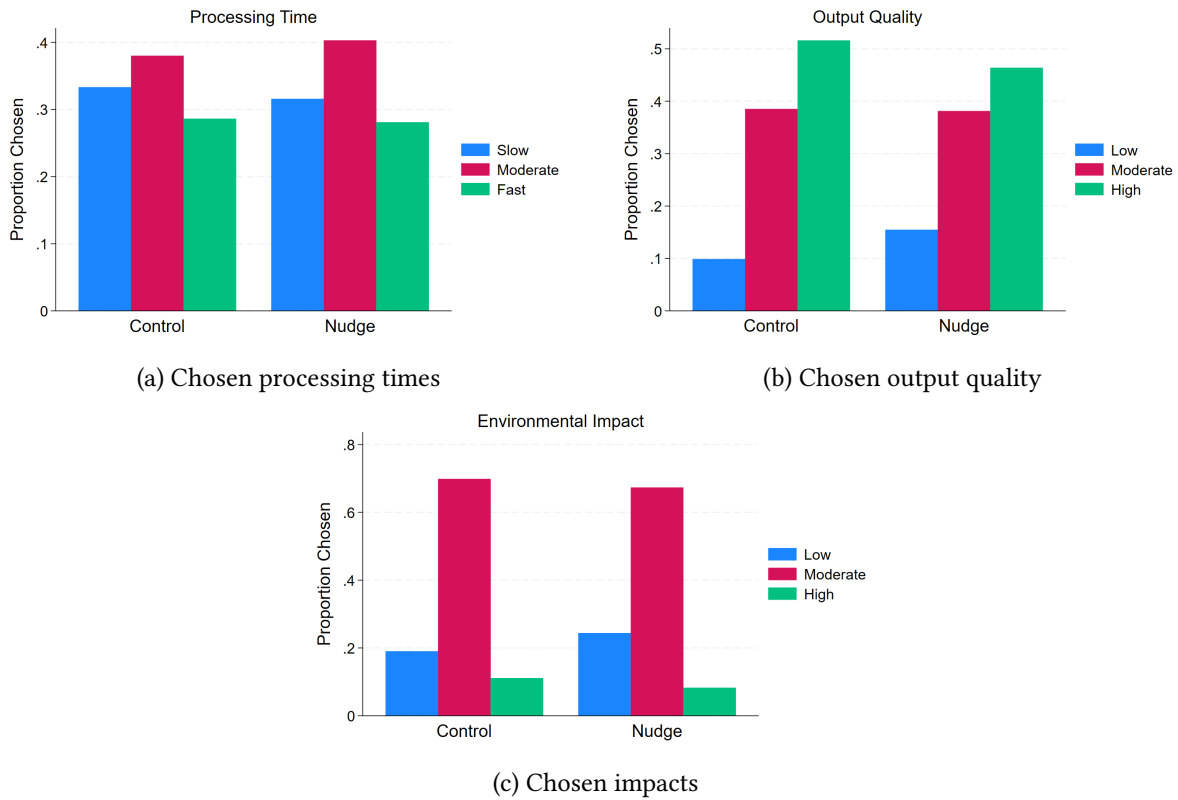 Processing Time
Proportion Chosen
.4
.3
.2
.1
0
Control
Nudge
Slow
Moderate
Fast
(a) Chosen processing times
Output Quality
Proportion Chosen
.5
.4
.3
.2
.1
0
Control
Nudge
Low
Moderate
High
(b) Chosen output quality
Environmental Impact
Proportion Chosen
.8
.6
.4
.2
0
Control
Nudge
Low
Moderate
High
(c) Chosen impacts